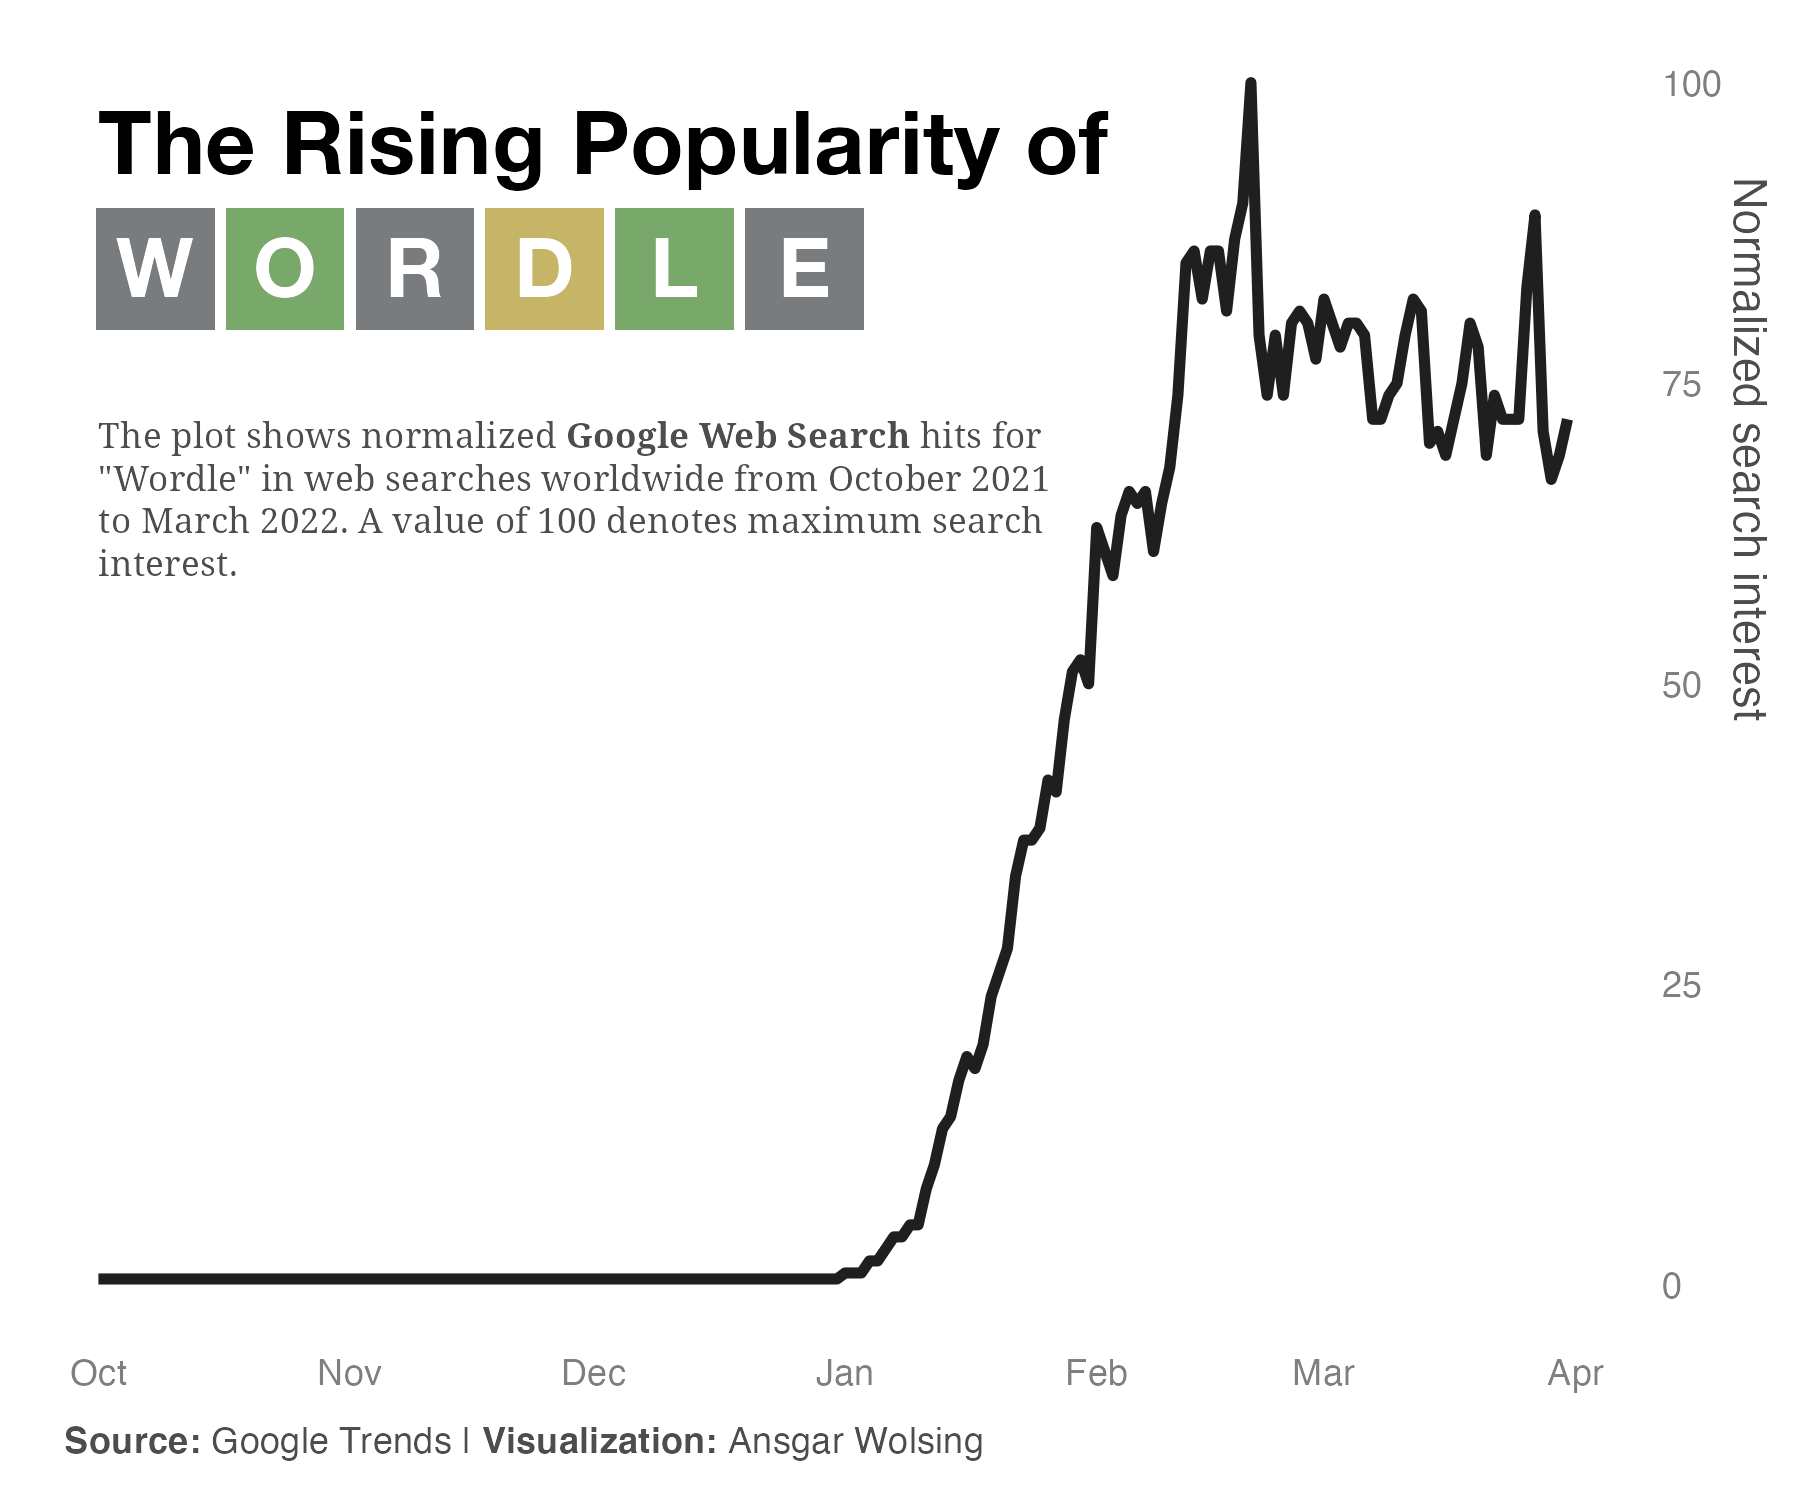 The Rising Popularity of
WORDLE
The plot shows normalized Google Web Search hits for
"Wordle" in web searches worldwide from October 2021
to March 2022. A value of 100 denotes maximum search
interest.
100
75
50
25
0
Normalized search interest
Oct Nov Dec Jan Feb Mar Apr
Source: Google Trends | Visualization: Ansgar Wolsing